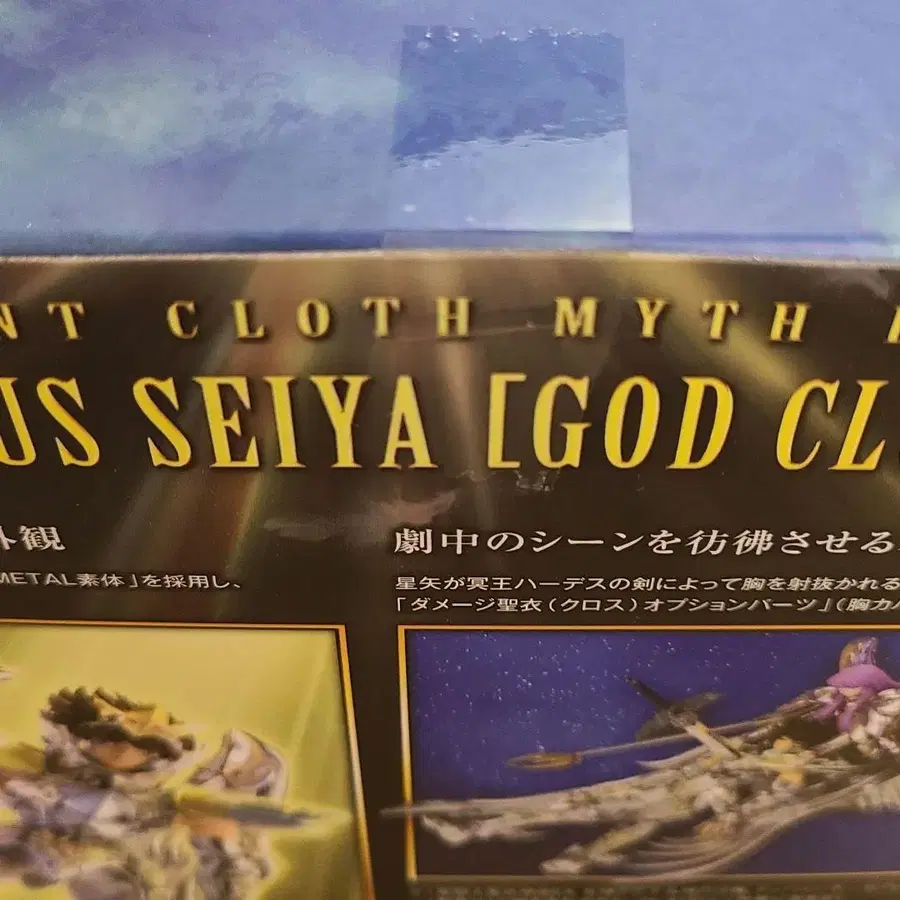 NT CLOTH MYTH
US SEIYA [GOD CL
外観
劇中のシーンを彷彿させる
METAL素体」を採用し、
星矢が冥王ハーデスの剣によって胸を射抜かれる
「ダメージ聖衣(クロス)オプションパーツ」(胸カバ